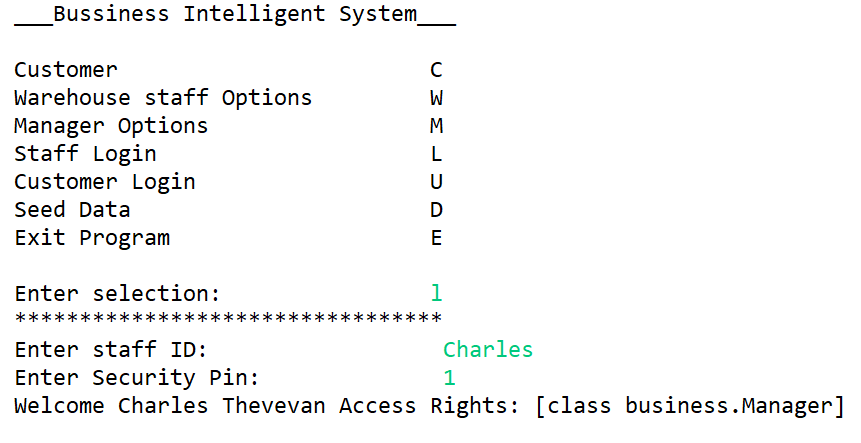 ___Bussiness Intelligent System___
Customer C
Warehouse staff Options W
Manager Options M
Staff Login L
Customer Login U
Seed Data D
Exit Program E
Enter selection: l
*********************************
Enter staff ID: Charles
Enter Security Pin: 1
Welcome Charles Thevevan Access Rights: [class business.Manager]